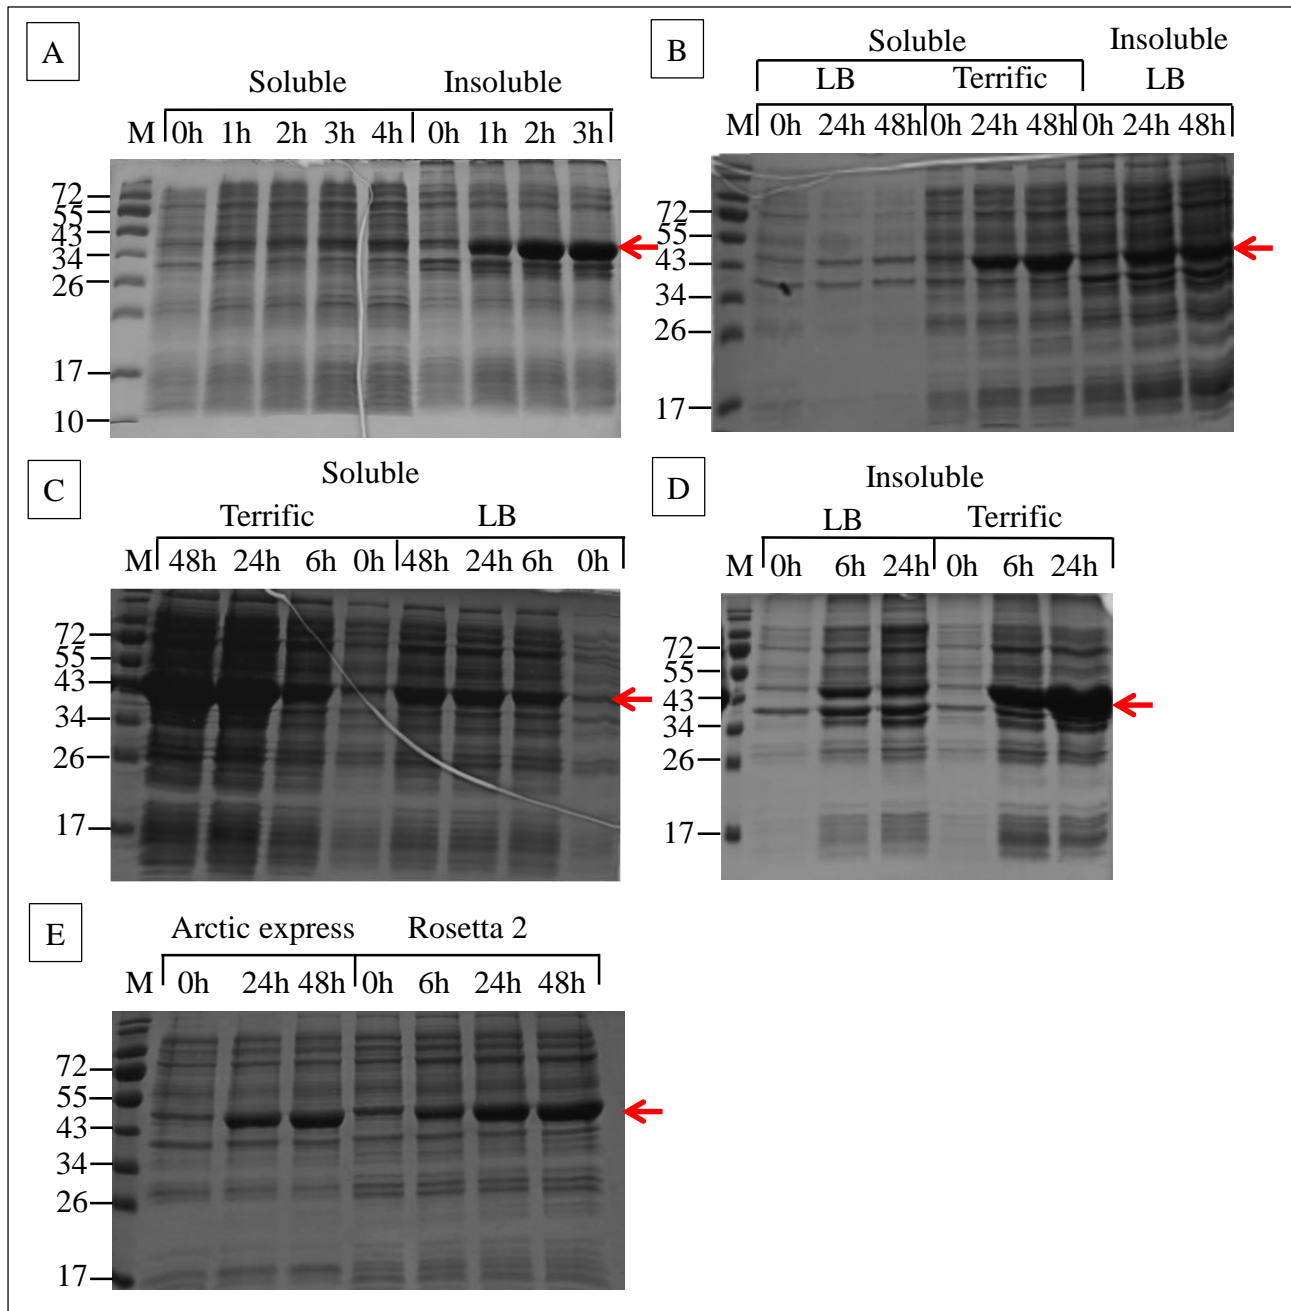 A
Soluble Insoluble
M 0h 1h 2h 3h 4h 0h 1h 2h 3h
72
55
43
34
26
17
10
B
Soluble Insoluble
LB Terrific LB
M 0h 24h 48h 0h 24h 48h 0h 24h 48h
72
55
43
34
26
17
C
Soluble
Terrific LB
M 48h 24h 6h 0h 48h 24h 6h 0h
72
55
43
34
26
17
D
Insoluble
LB Terrific
M 0h 6h 24h 0h 6h 24h
72
55
43
34
26
17
E
Arctic express Rosetta 2
M 0h 24h 48h 0h 6h 24h 48h
72
55
43
34
26
17